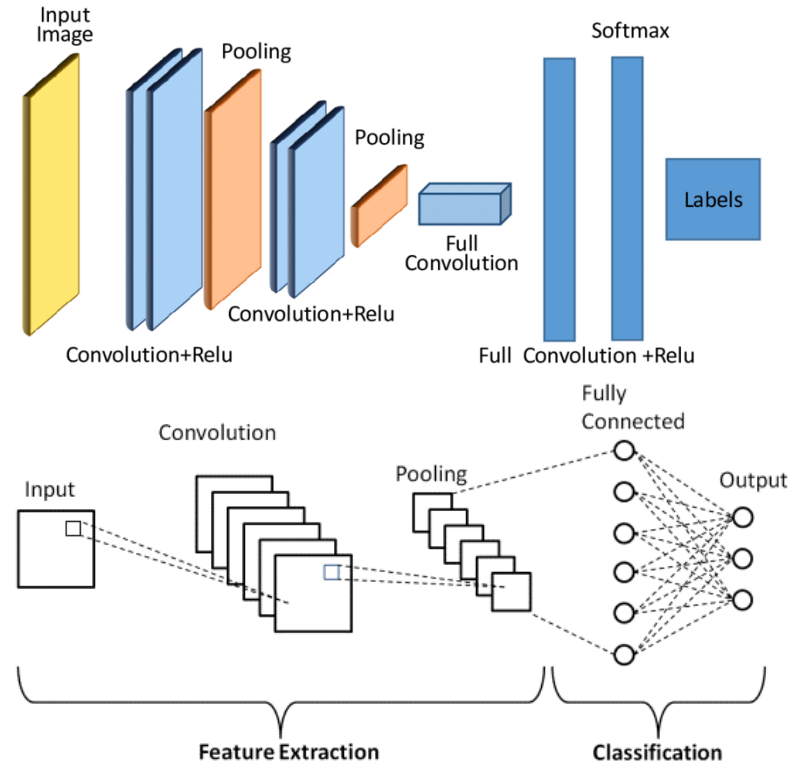 Input
Image
Pooling
Softmax
Pooling
Labels
Full
Convolution
Convolution+Relu
Convolution+Relu
Full Convolution +Relu
Fully
Connected
Convolution
Pooling
Input
Output
Feature Extraction
Classification